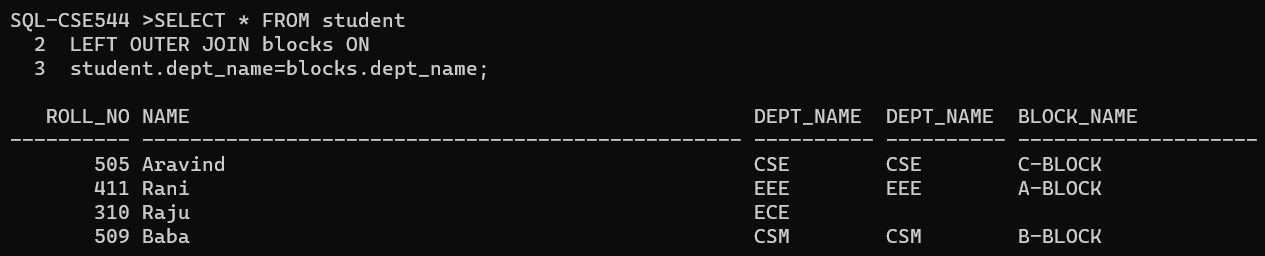 SQL-CSE544 >SELECT * FROM student
  2  LEFT OUTER JOIN blocks ON
  3  student.dept_name=blocks.dept_name;

   ROLL_NO NAME                                               DEPT_NAME  DEPT_NAME  BLOCK_NAME
---------- -------------------------------------------------- ---------- ---------- --------------------
       505 Aravind                                            CSE        CSE        C-BLOCK
       411 Rani                                               EEE        EEE        A-BLOCK
       310 Raju                                               ECE
       509 Baba                                               CSM        CSM        B-BLOCK